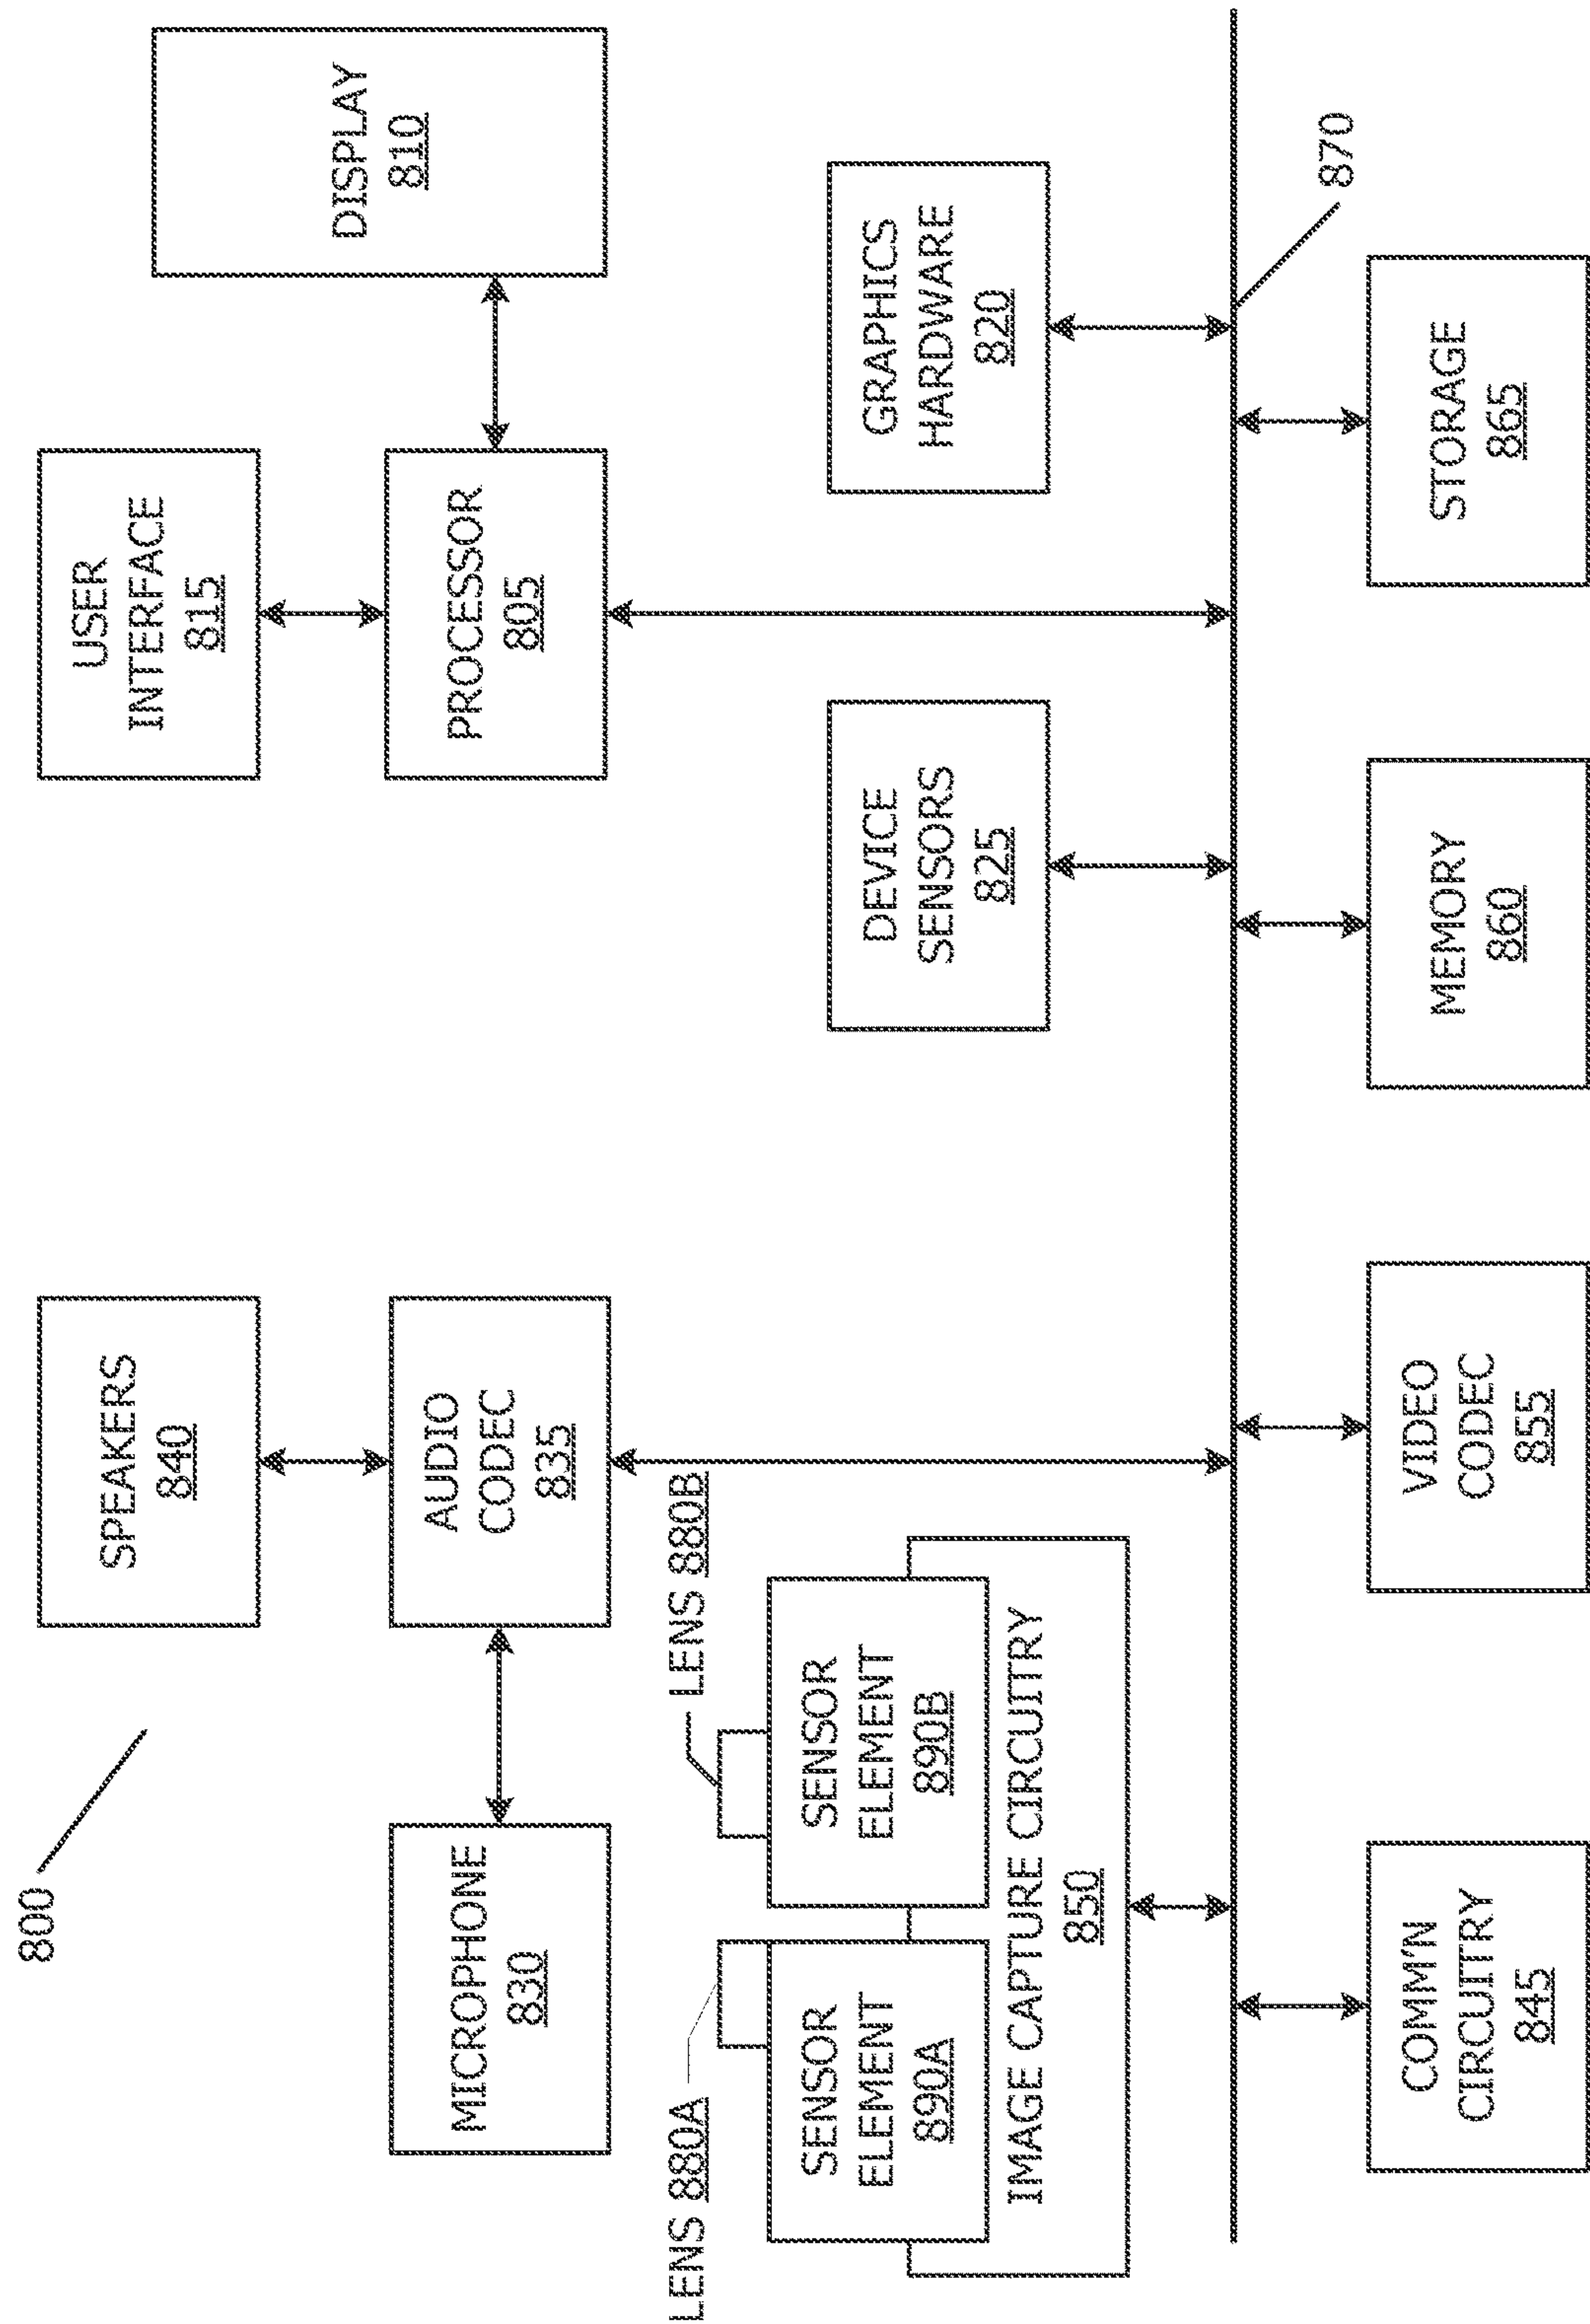 800
SPEAKERS
840
USER
INTERFACE
815
MICROPHONE
830
AUDIO
CODEC
835
PROCESSOR
805
DISPLAY
810
LENS 880A
LENS 880B
SENSOR
ELEMENT
890A
SENSOR
ELEMENT
890B
IMAGE CAPTURE CIRCUITRY
850
DEVICE
SENSORS
825
GRAPHICS
HARDWARE
820
870
COMM'N
CIRCUITRY
845
VIDEO
CODEC
855
MEMORY
860
STORAGE
865